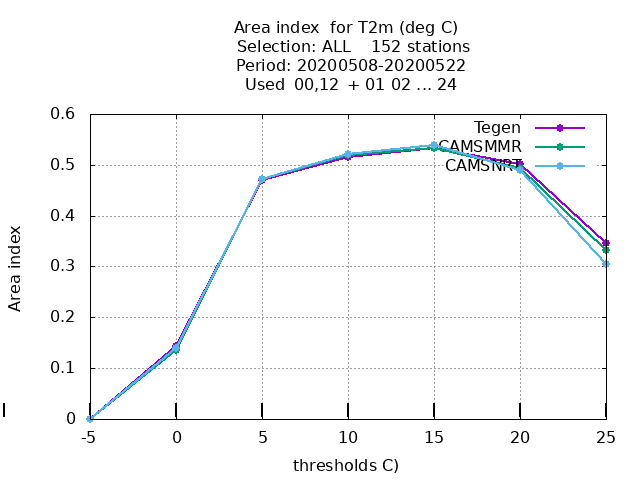 Area index  for T2m (deg C)
Selection: ALL    152 stations
Period: 20200508-20200522
Used  00,12  + 01 02 ... 24
Tegen
CAMSMMR
CAMSNRT
0.6
0.5
0.4
0.3
0.2
0.1
0
Area index
-5
0
5
10
15
20
25
thresholds C)